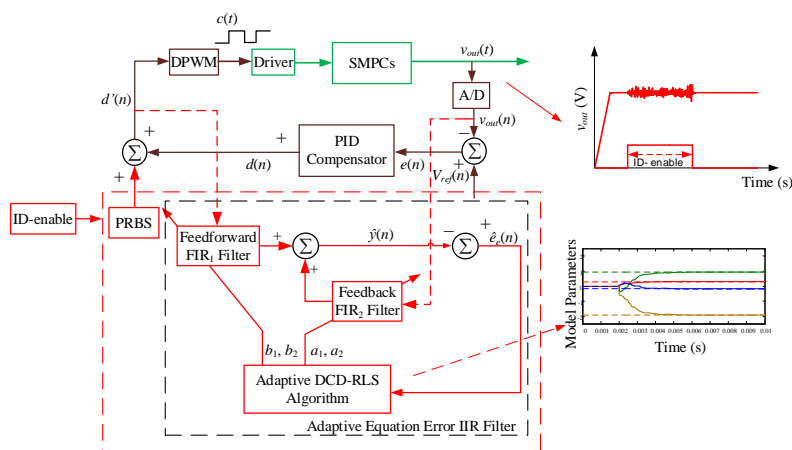 c(t)
DPWM
Driver
SMPCs
v_out(t)
A/D
v_out(n)
d'(n)
+
+
Σ
d(n)
+
PID
Compensator
e(n)
−
Σ
+
V_ref(n)
ID-enable
PRBS
Feedforward
FIR₁ Filter
+
Σ
+
ŷ(n)
−
Σ
+
ê_e(n)
Feedback
FIR₂ Filter
b₁, b₂
a₁, a₂
Adaptive DCD-RLS
Algorithm
Adaptive Equation Error IIR Filter
v_out (V)
ID- enable
Time (s)
Model Parameters
0 0.001 0.002 0.003 0.004 0.005 0.006 0.007 0.008 0.009 0.01
Time (s)